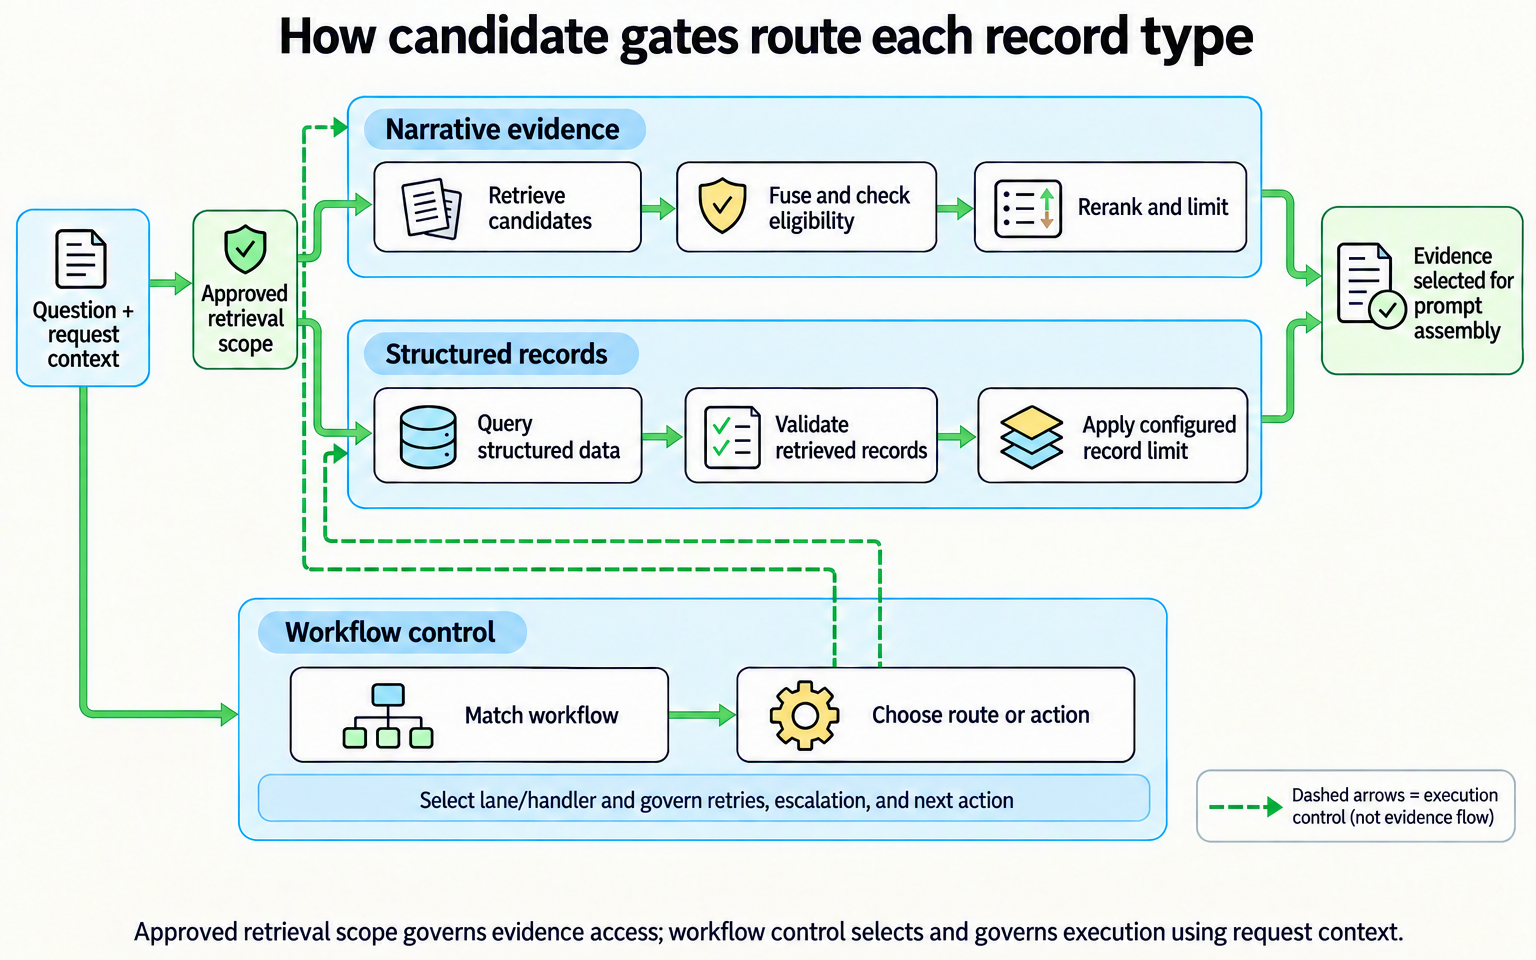 How candidate gates route each record type
Narrative evidence
Retrieve
candidates
Fuse and check
eligibility
Rerank and limit
Question +
request
context
Approved
retrieval
scope
Evidence
selected for
prompt
assembly
Structured records
Query
structured data
Validate
retrieved records
Apply configured
record limit
Workflow control
Match workflow
Choose route or action
Select lane/handler and govern retries, escalation, and next action
Dashed arrows = execution
control (not evidence flow)
Approved retrieval scope governs evidence access; workflow control selects and governs execution using request context.